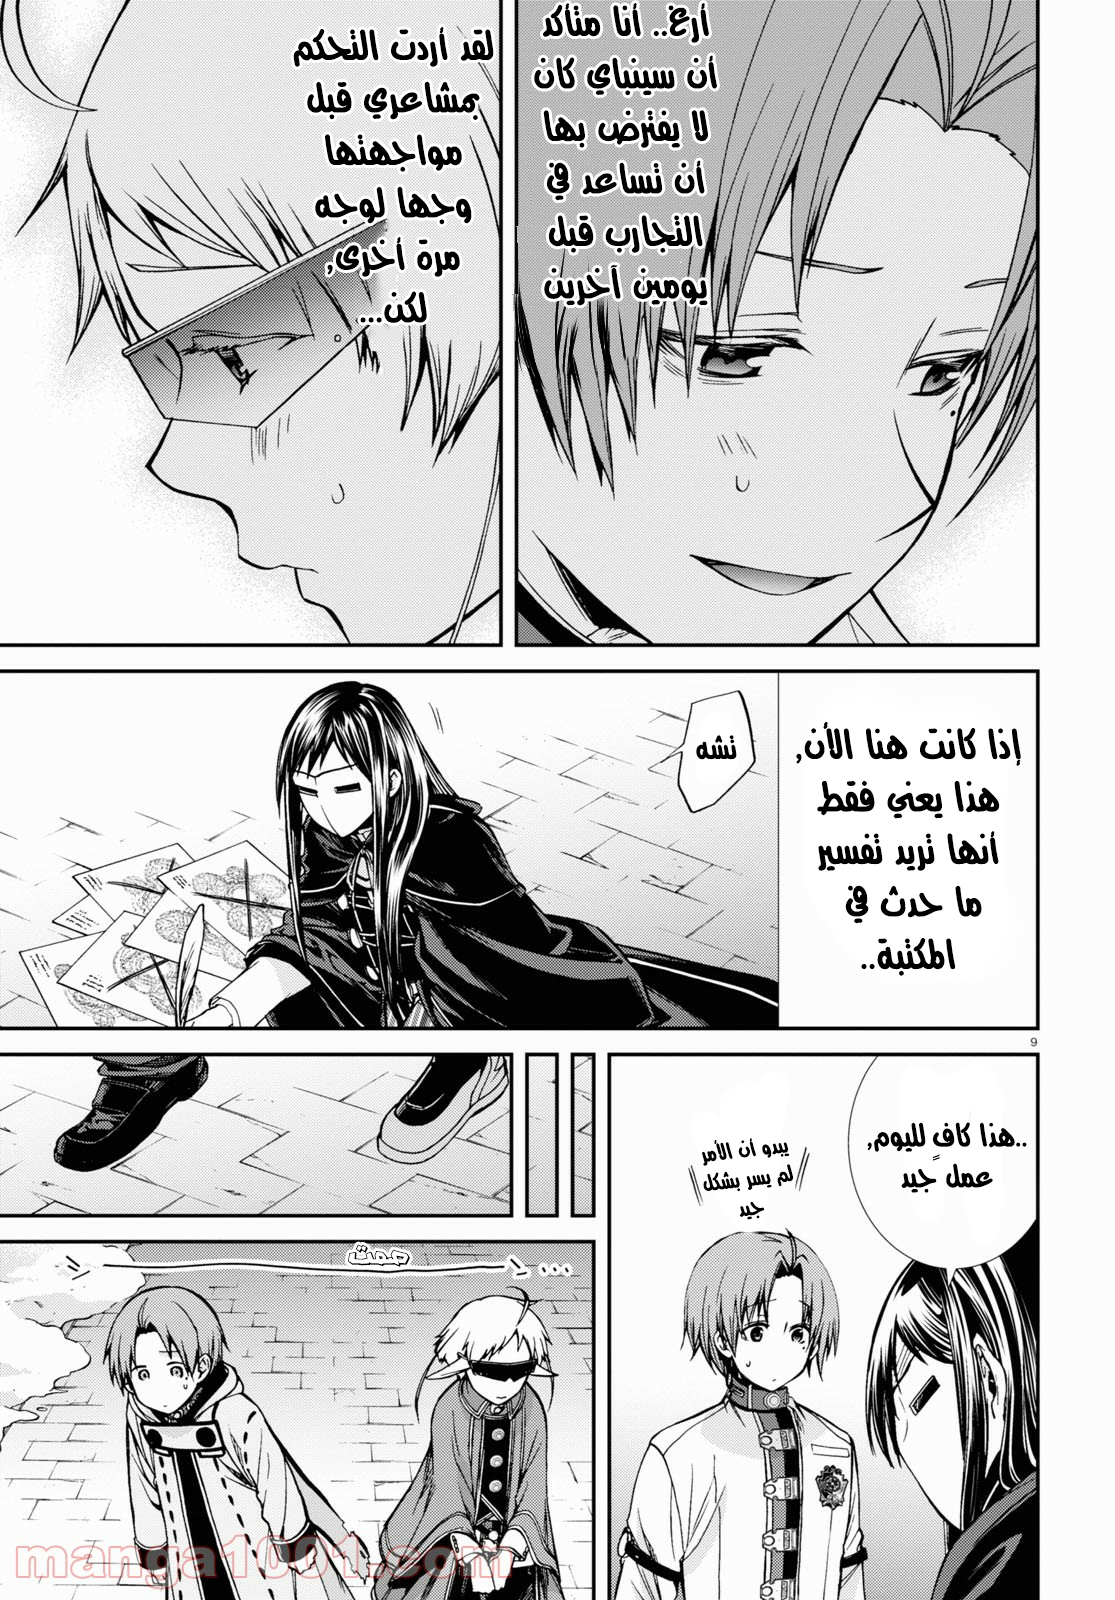 أرغ.. أنا متأكد
أن سينباي كان
لا يفترض بها
أن تساعد في
التجارب قبل
يومين آخرين
لقد أردت التحكم
بمشاعري قبل
مواجهتها
وجها لوجه
مرة أخرى,
لكن...
إذا كانت هنا الأن,
هذا يعني فقط
أنها تريد تفسير
ما حدث في
المكتبة..
تشه
9
..هذا كافٍ لليوم,
عمل جيد
يبدو أن الأمر
لم يسر بشكل
جيد
صمت
...
manga1001.com